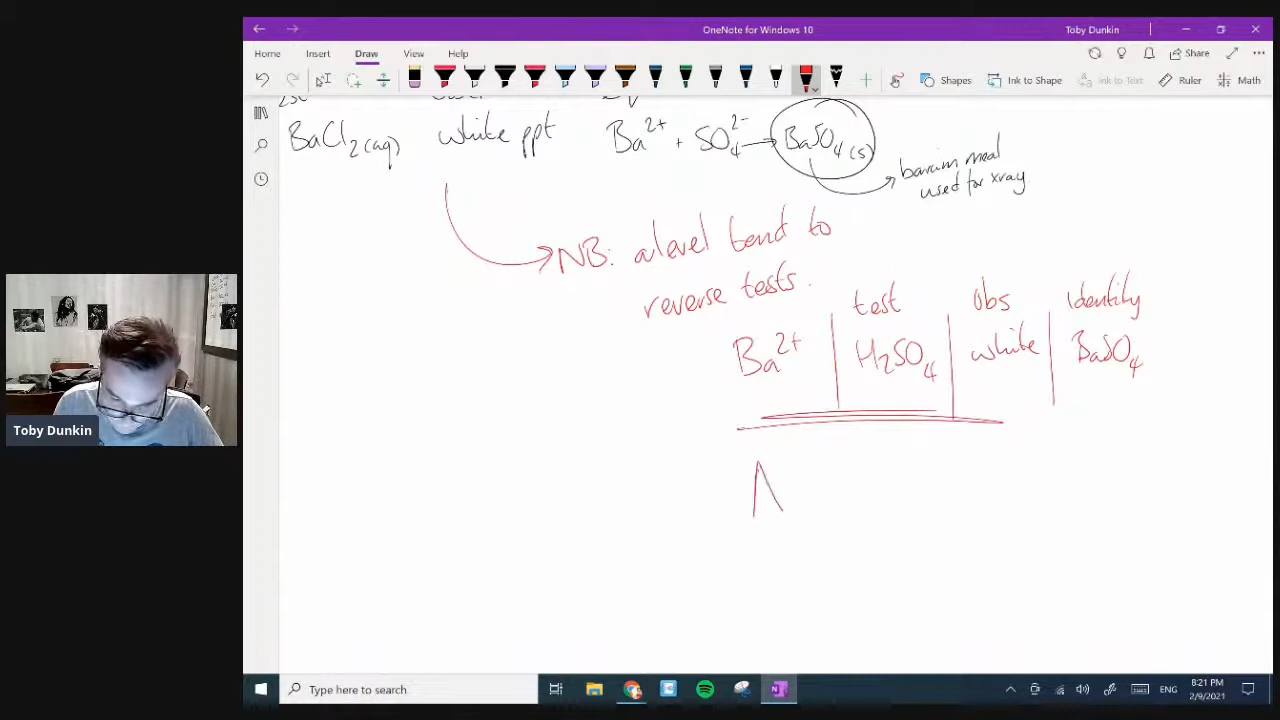 OneNote for Windows 10
Toby Dunkin
Home Insert Draw View Help
Share
Shapes Ink to Shape Ink to Text Ruler Math
BaCl2(aq) white ppt Ba2+ + SO4 2- → BaSO4(s)
barium meal
used for xray
NB: alevel tend to
reverse tests.
test obs identity
Ba2+ H2SO4 white BaSO4
Toby Dunkin
Type here to search
ENG
8:21 PM
2/9/2021